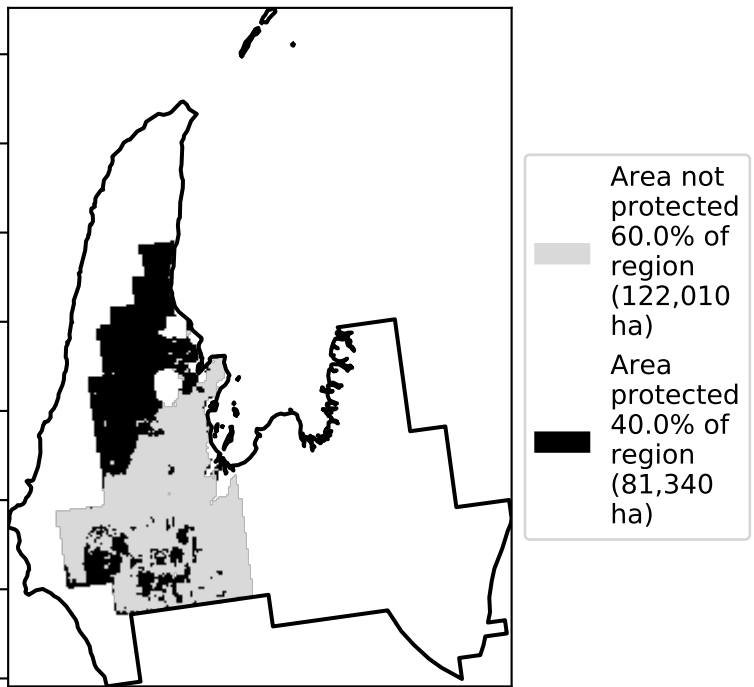 Area not
protected
60.0% of
region
(122,010
ha)
Area
protected
40.0% of
region
(81,340
ha)